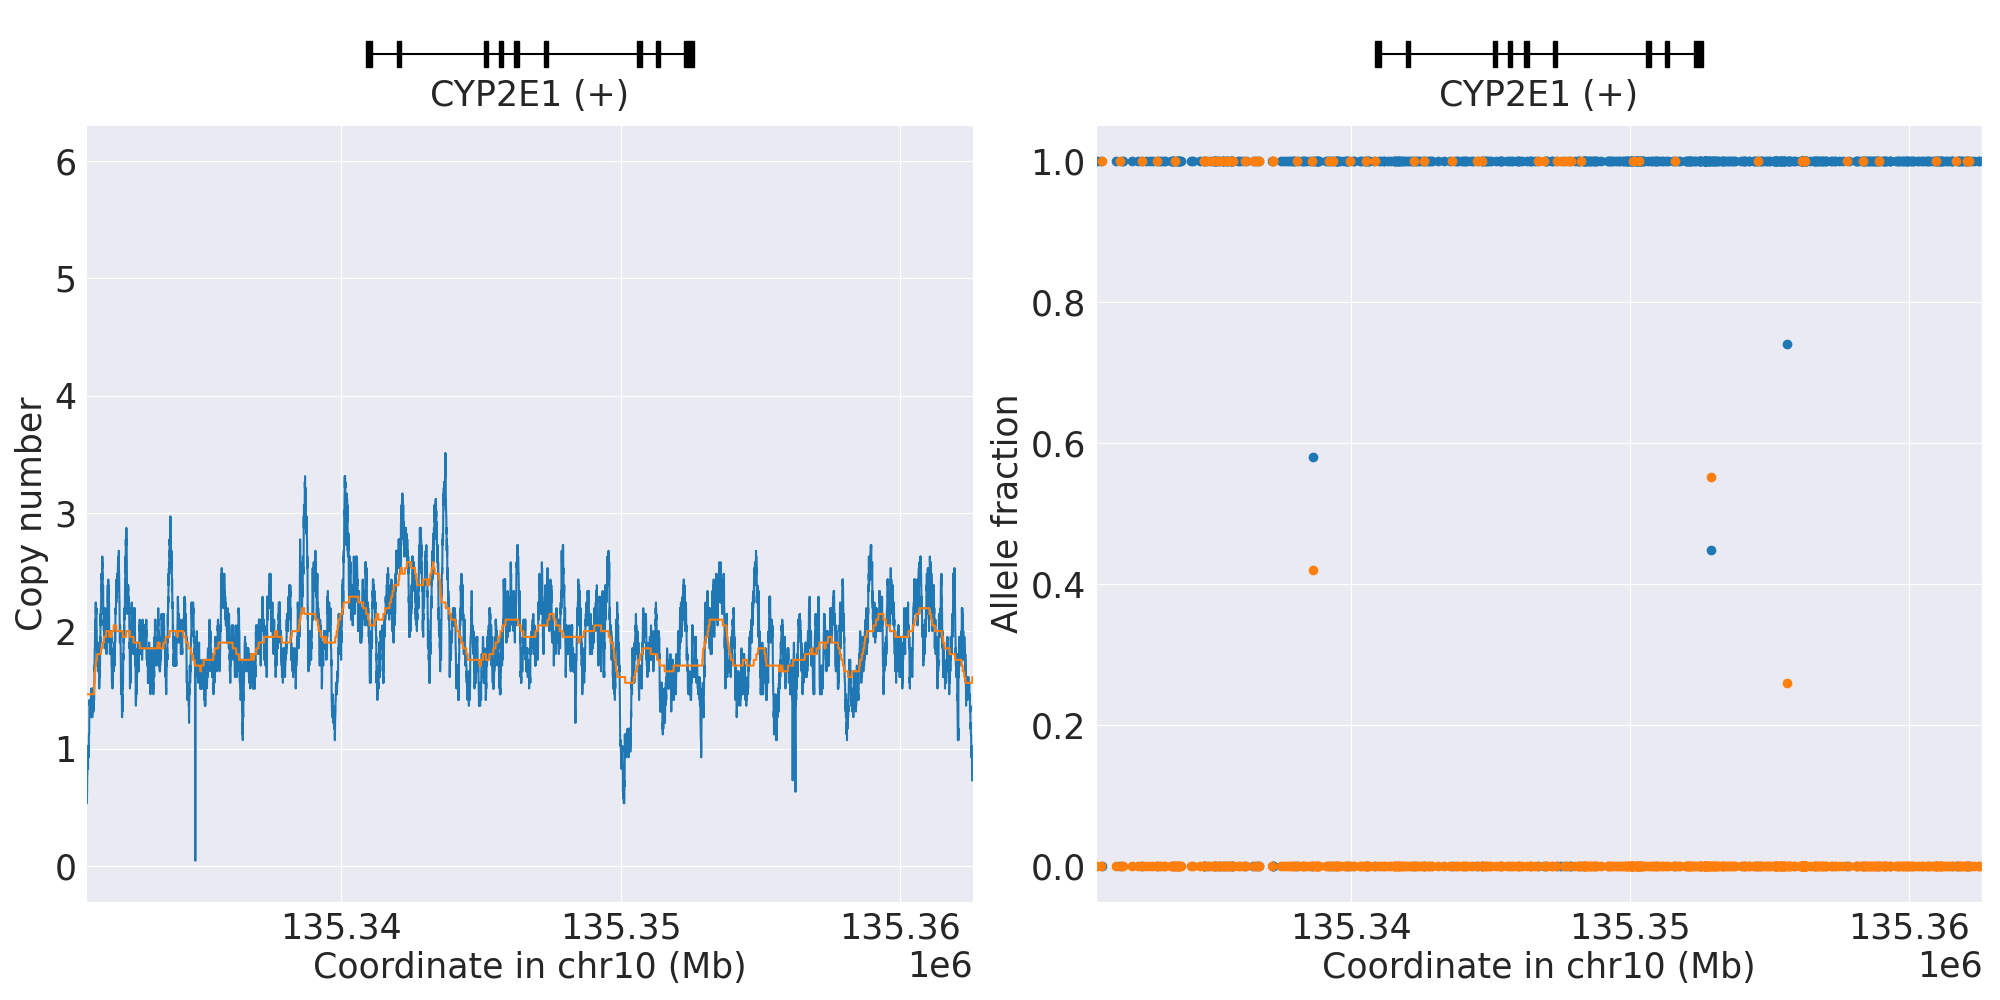 CYP2E1 (+)
CYP2E1 (+)
Copy number
6
5
4
3
2
1
0
135.34
135.35
135.36
Coordinate in chr10 (Mb)
1e6
Allele fraction
1.0
0.8
0.6
0.4
0.2
0.0
135.34
135.35
135.36
Coordinate in chr10 (Mb)
1e6